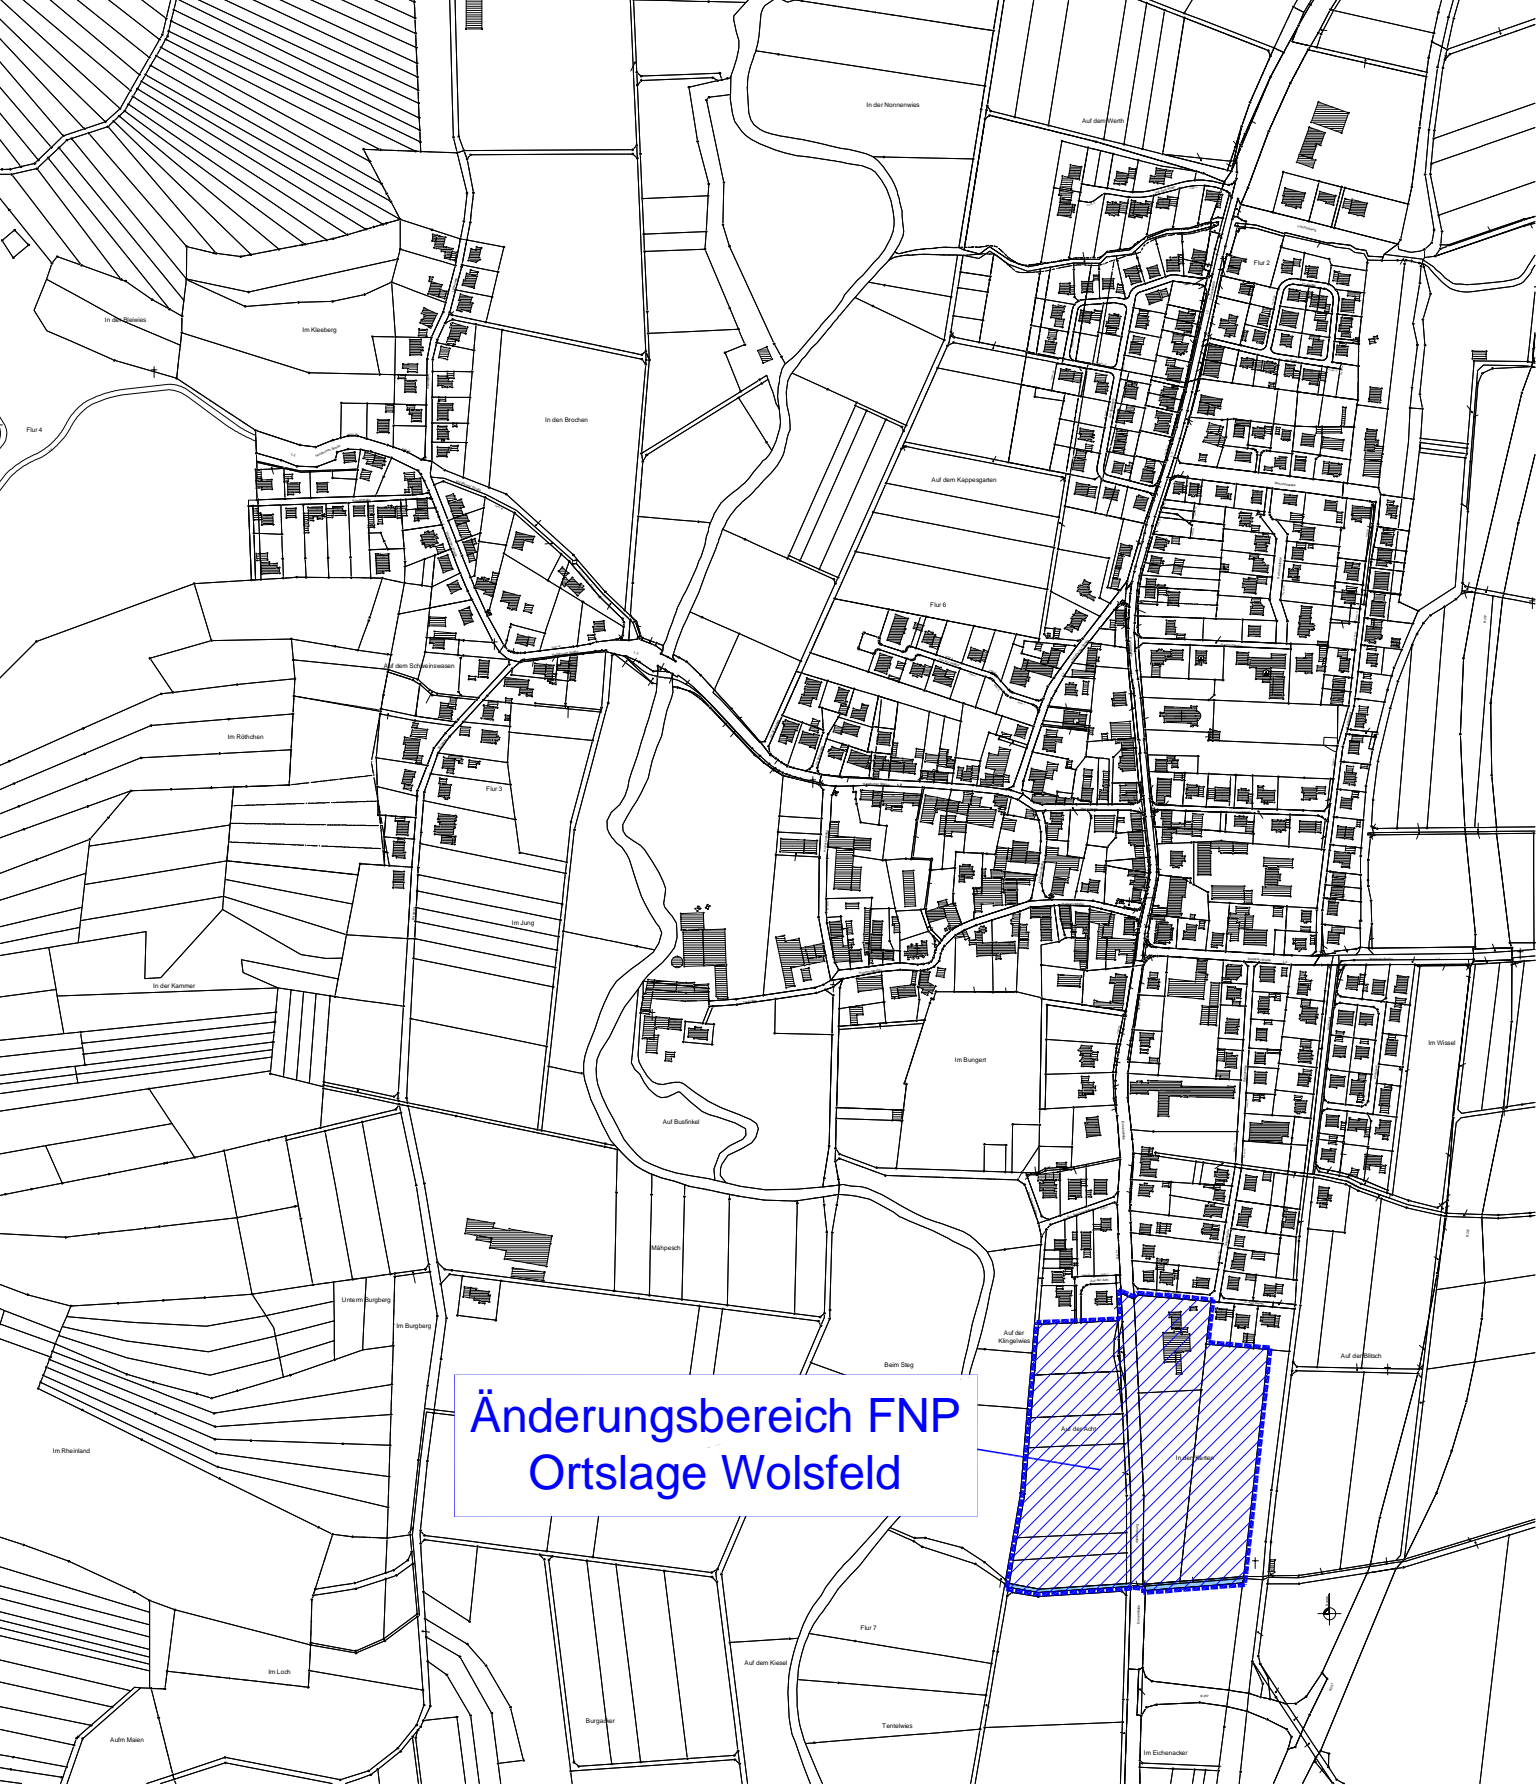 In der Nonnenwies
Auf dem Werth
Flur 2
In der Bleiwies
Im Kleeberg
In den Brochen
Flur 4
Auf dem Kappesgarten
Flur 6
Auf dem Schweinswasen
Im Röthchen
Flur 3
Im Jung
In der Kammer
Im Wissel
Im Bungert
Auf Busfinkel
Mähpesch
Unterm Burgberg
Im Burgberg
Auf der
Klingelwies
Beim Steg
Auf der Blitsch
Änderungsbereich FNP
Ortslage Wolsfeld
Auf der Acht
Im Rheinland
Flur 7
Auf dem Kiesel
Im Loch
Burgacker
Tentelwies
Aufm Maien
Im Eichenacker